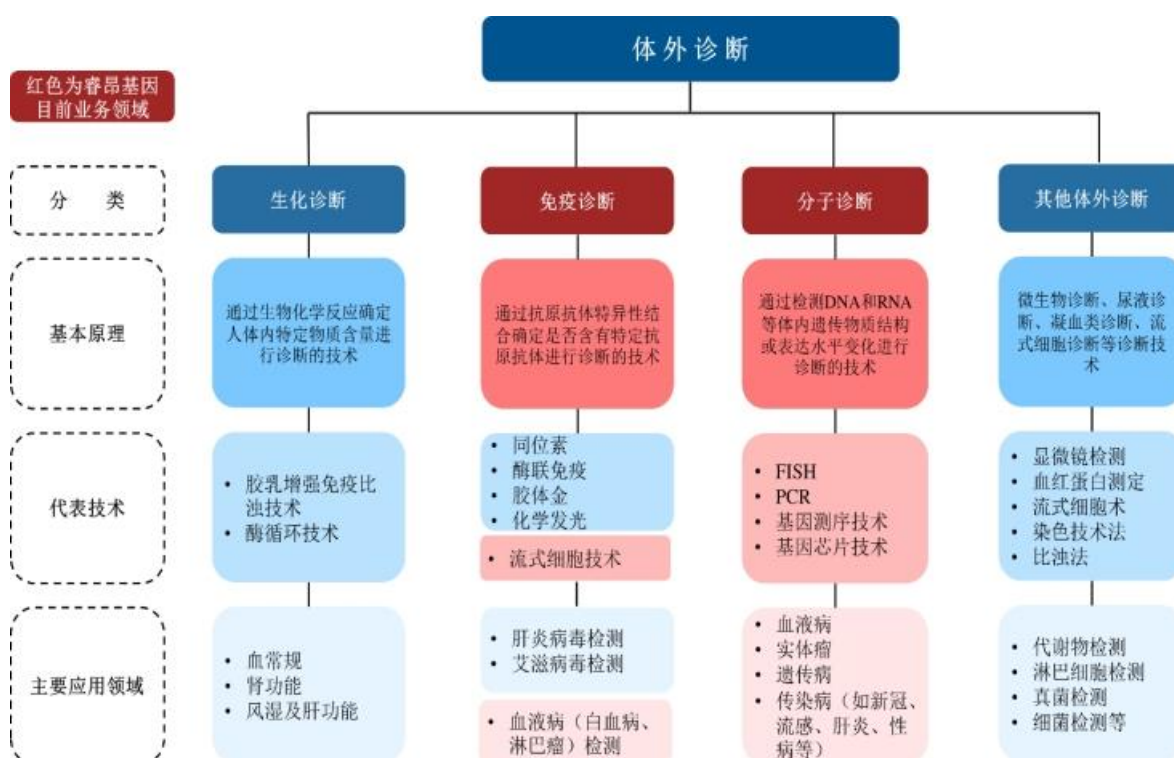 体外诊断
红色为睿昂基因
目前业务领域
分 类
生化诊断
免疫诊断
分子诊断
其他体外诊断
基本原理
通过生物化学反应确定
人体内特定物质含量进
行诊断的技术
通过抗原抗体特异性结
合确定是否含有特定抗
原抗体进行诊断的技术
通过检测DNA和RNA
等体内遗传物质结构
或表达水平变化进行
诊断的技术
微生物诊断、尿液诊
断、凝血类诊断、流
式细胞诊断等诊断技
术
代表技术
• 胶乳增强免疫比
浊技术
• 酶循环技术
• 同位素
• 酶联免疫
• 胶体金
• 化学发光
• 流式细胞技术
• FISH
• PCR
• 基因测序技术
• 基因芯片技术
• 显微镜检测
• 血红蛋白测定
• 流式细胞术
• 染色技术法
• 比浊法
主要应用领域
• 血常规
• 肾功能
• 风湿及肝功能
• 肝炎病毒检测
• 艾滋病毒检测
• 血液病（白血病、
淋巴瘤）检测
• 血液病
• 实体瘤
• 遗传病
• 传染病（如新冠、
流感、肝炎、性
病等）
• 代谢物检测
• 淋巴细胞检测
• 真菌检测
• 细菌检测等